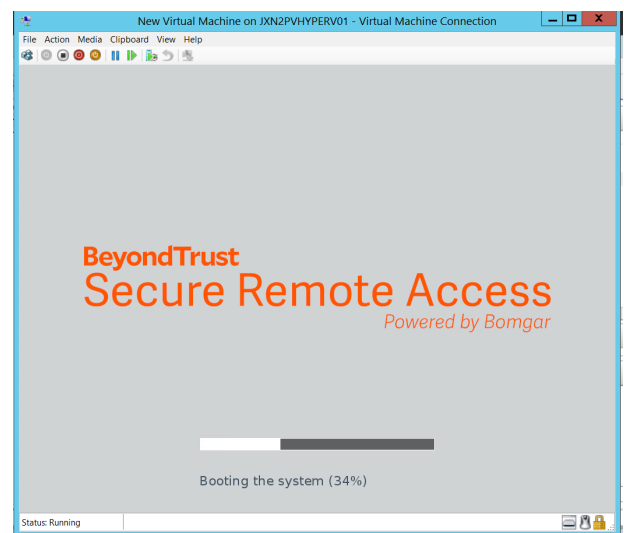 New Virtual Machine on JXN2PVHYPERV01 - Virtual Machine Connection
File Action Media Clipboard View Help
BeyondTrust
Secure Remote Access
Powered by Bomgar
Booting the system (34%)
Status: Running